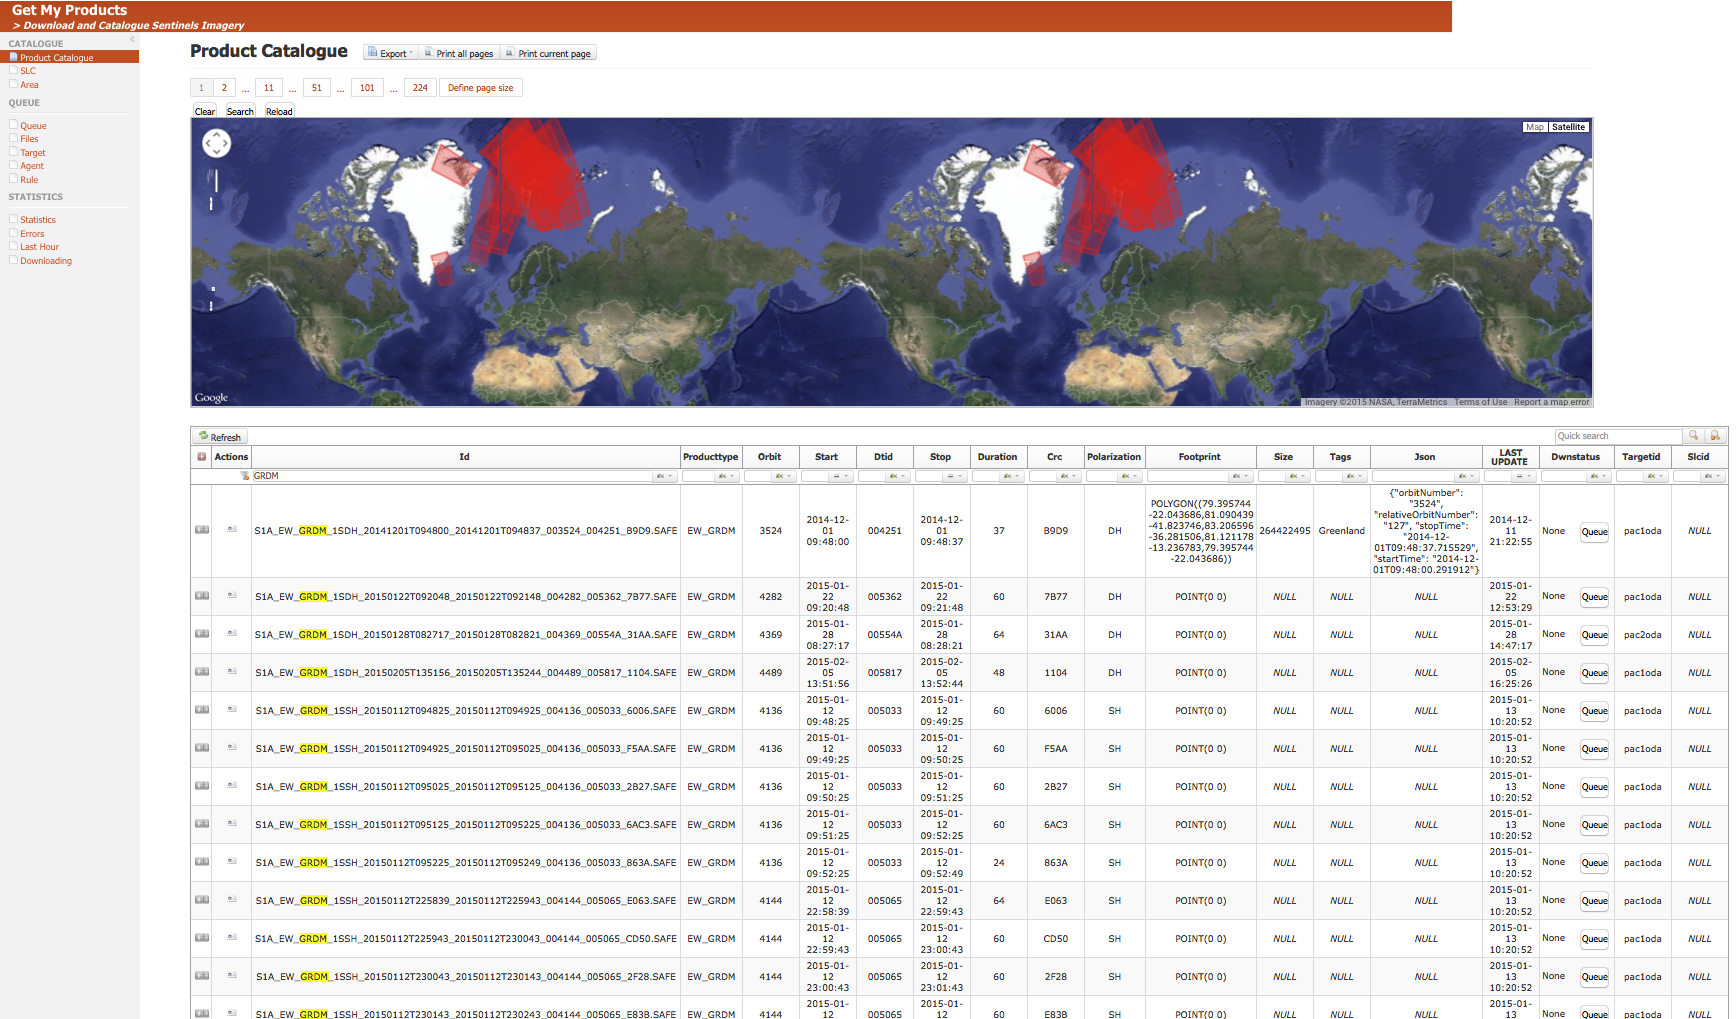 Get My Products
> Download and Catalogue Sentinels Imagery
CATALOGUE
Product Catalogue
SLC
Area
QUEUE
Queue
Files
Target
Agent
Rule
STATISTICS
Statistics
Errors
Last Hour
Downloading
Product Catalogue Export Print all pages Print current page
1 2 ... 11 ... 51 ... 101 ... 224 Define page size
Clear Search Reload
Map Satellite
Google
Imagery ©2015 NASA, TerraMetrics Terms of Use Report a map error
Refresh Quick search
Actions Id Producttype Orbit Start Dtid Stop Duration Crc Polarization Footprint Size Tags Json LAST UPDATE Dwnstatus Targetid Slcid
GRDM
S1A_EW_GRDM_1SDH_20141201T094800_20141201T094837_003524_004251_B9D9.SAFE EW_GRDM 3524 2014-12-01 09:48:00 004251 2014-12-01 09:48:37 37 B9D9 DH POLYGON((79.395744 -22.043686,81.090439 -41.823746,83.206596 -36.281506,81.121178 -13.236783,79.395744 -22.043686)) 264422495 Greenland {"orbitNumber": "3524", "relativeOrbitNumber": "127", "stopTime": "2014-12-01T09:48:37.715529", "startTime": "2014-12-01T09:48:00.291912"} 2014-12-11 21:22:55 None Queue pac1oda NULL
S1A_EW_GRDM_1SDH_20150122T092048_20150122T092148_004282_005362_7B77.SAFE EW_GRDM 4282 2015-01-22 09:20:48 005362 2015-01-22 09:21:48 60 7B77 DH POINT(0 0) NULL NULL NULL 2015-01-22 12:53:29 None Queue pac1oda NULL
S1A_EW_GRDM_1SDH_20150128T082717_20150128T082821_004369_00554A_31AA.SAFE EW_GRDM 4369 2015-01-28 08:27:17 00554A 2015-01-28 08:28:21 64 31AA DH POINT(0 0) NULL NULL NULL 2015-01-28 14:47:17 None Queue pac2oda NULL
S1A_EW_GRDM_1SDH_20150205T135156_20150205T135244_004489_005817_1104.SAFE EW_GRDM 4489 2015-02-05 13:51:56 005817 2015-02-05 13:52:44 48 1104 DH POINT(0 0) NULL NULL NULL 2015-02-05 16:25:26 None Queue pac1oda NULL
S1A_EW_GRDM_1SSH_20150112T094825_20150112T094925_004136_005033_6006.SAFE EW_GRDM 4136 2015-01-12 09:48:25 005033 2015-01-12 09:49:25 60 6006 SH POINT(0 0) NULL NULL NULL 2015-01-13 10:20:52 None Queue pac1oda NULL
S1A_EW_GRDM_1SSH_20150112T094925_20150112T095025_004136_005033_F5AA.SAFE EW_GRDM 4136 2015-01-12 09:49:25 005033 2015-01-12 09:50:25 60 F5AA SH POINT(0 0) NULL NULL NULL 2015-01-13 10:20:52 None Queue pac1oda NULL
S1A_EW_GRDM_1SSH_20150112T095025_20150112T095125_004136_005033_2B27.SAFE EW_GRDM 4136 2015-01-12 09:50:25 005033 2015-01-12 09:51:25 60 2B27 SH POINT(0 0) NULL NULL NULL 2015-01-13 10:20:52 None Queue pac1oda NULL
S1A_EW_GRDM_1SSH_20150112T095125_20150112T095225_004136_005033_6AC3.SAFE EW_GRDM 4136 2015-01-12 09:51:25 005033 2015-01-12 09:52:25 60 6AC3 SH POINT(0 0) NULL NULL NULL 2015-01-13 10:20:52 None Queue pac1oda NULL
S1A_EW_GRDM_1SSH_20150112T095225_20150112T095249_004136_005033_863A.SAFE EW_GRDM 4136 2015-01-12 09:52:25 005033 2015-01-12 09:52:49 24 863A SH POINT(0 0) NULL NULL NULL 2015-01-13 10:20:52 None Queue pac1oda NULL
S1A_EW_GRDM_1SSH_20150112T225839_20150112T225943_004144_005065_E063.SAFE EW_GRDM 4144 2015-01-12 22:58:39 005065 2015-01-12 22:59:43 64 E063 SH POINT(0 0) NULL NULL NULL 2015-01-13 10:20:52 None Queue pac1oda NULL
S1A_EW_GRDM_1SSH_20150112T225943_20150112T230043_004144_005065_CD50.SAFE EW_GRDM 4144 2015-01-12 22:59:43 005065 2015-01-12 23:00:43 60 CD50 SH POINT(0 0) NULL NULL NULL 2015-01-13 10:20:52 None Queue pac1oda NULL
S1A_EW_GRDM_1SSH_20150112T230043_20150112T230143_004144_005065_2F28.SAFE EW_GRDM 4144 2015-01-12 23:00:43 005065 2015-01-12 23:01:43 60 2F28 SH POINT(0 0) NULL NULL NULL 2015-01-13 10:20:52 None Queue pac1oda NULL
S1A_EW_GRDM_1SSH_20150112T230143_20150112T230243_004144_005065_E83B.SAFE EW_GRDM 4144 2015-01-12 005065 2015-01-12 60 E83B SH POINT(0 0) NULL NULL NULL 2015-01-13 None Queue pac1oda NULL